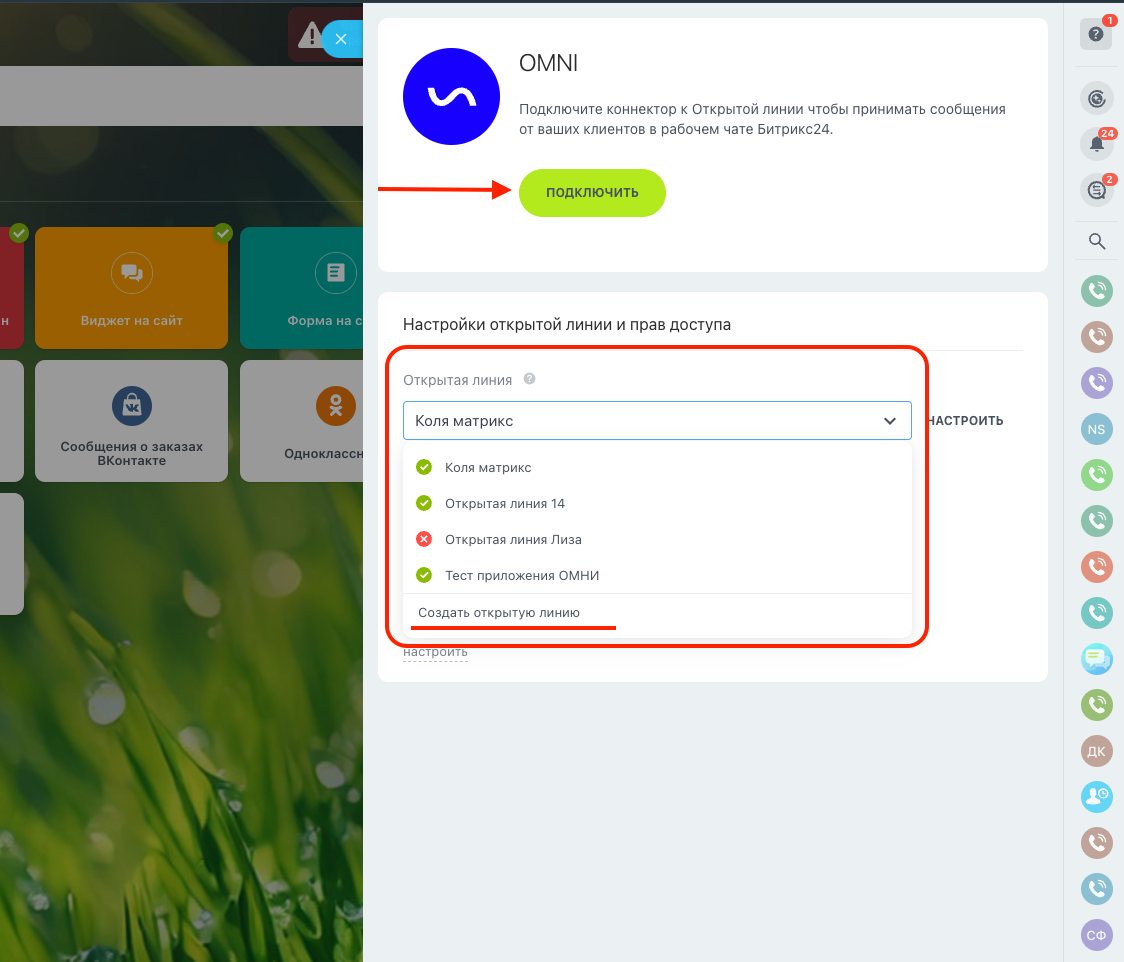 OMNI
Подключите коннектор к Открытой линии чтобы принимать сообщения
от ваших клиентов в рабочем чате Битрикс24.
ПОДКЛЮЧИТЬ
н
Виджет на сайт
Форма на с
Сообщения о заказах
ВКонтакте
Одноклассн
Настройки открытой линии и прав доступа
Открытая линия ?
Коля матрикс
НАСТРОИТЬ
Коля матрикс
Открытая линия 14
Открытая линия Лиза
Тест приложения ОМНИ
Создать открытую линию
настроить
?
1
24
2
NS
ДК
СФ